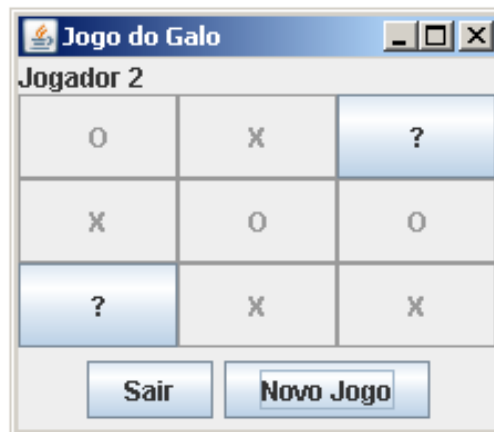 Jogo do Galo
Jogador 2
O X ?
X O O
? X X
Sair Novo Jogo